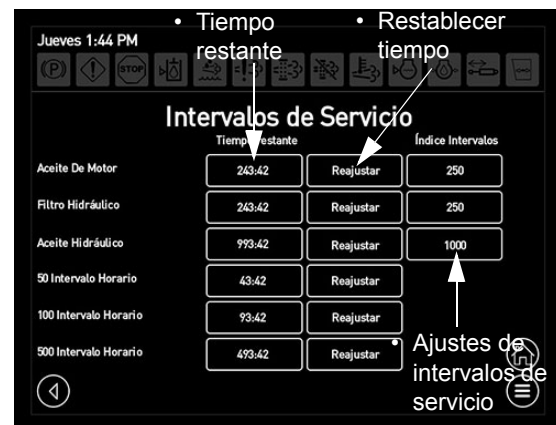 • Tiempo restante
• Restablecer tiempo
Jueves 1:44 PM
(P) STOP
Intervalos de Servicio
Tiempo restante
Índice Intervalos
Aceite De Motor 243:42 Reajustar 250
Filtro Hidráulico 243:42 Reajustar 250
Aceite Hidráulico 993:42 Reajustar 1000
50 Intervalo Horario 43:42 Reajustar
100 Intervalo Horario 93:42 Reajustar
500 Intervalo Horario 493:42 Reajustar
• Ajustes de
intervalos de
servicio